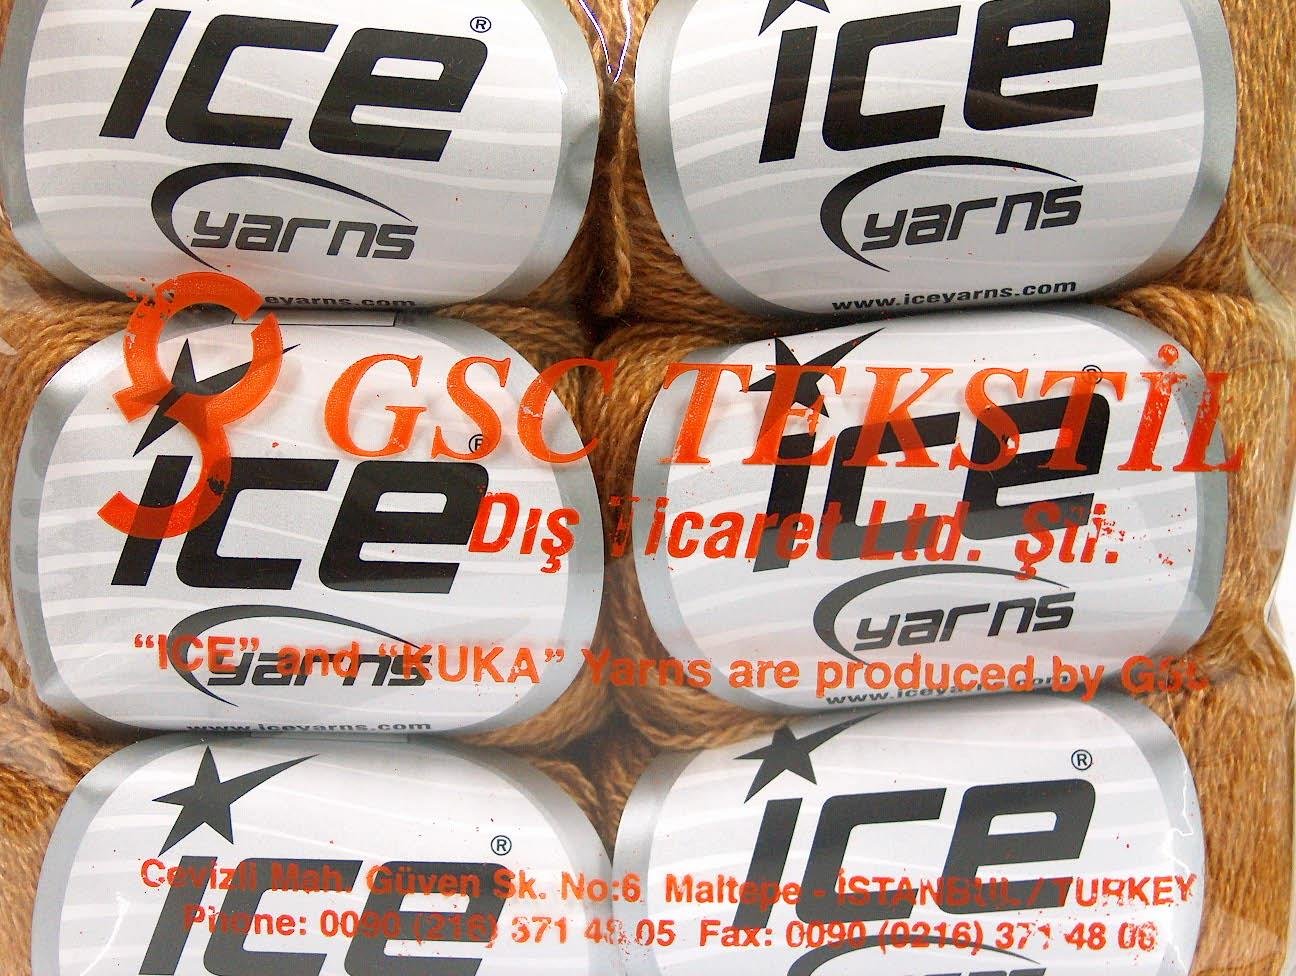 ice® ice
yarns yarns
eyarns.com www.iceyarns.com
GSC TEKSTİL
ice® ice®
Dış Ticaret Ltd. Şti.
yarns yarns
“ICE” and “KUKA” Yarns are produced by GSC
www.iceyarns.com
ice® ice®
Cevizli Mah. Güven Sk. No:6 Maltepe - İSTANBUL / TURKEY
Phone: 0090 (216) 371 48 05 Fax: 0090 (0216) 371 48 06